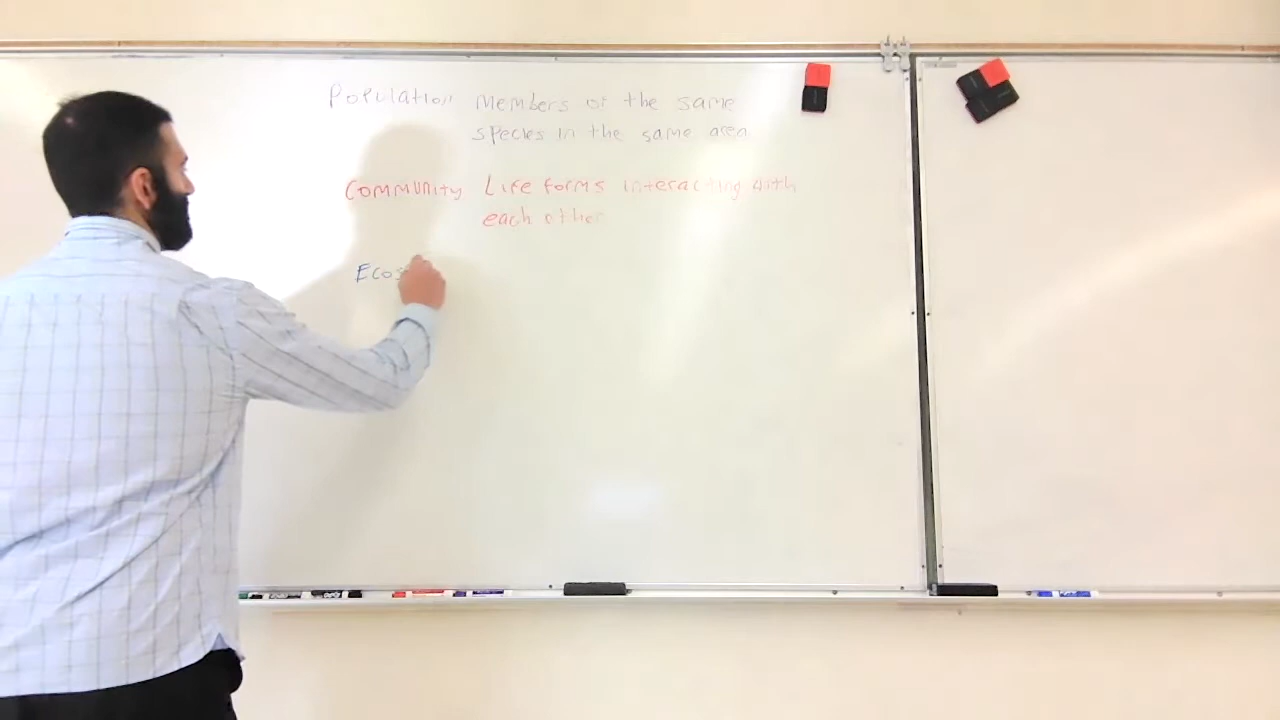 Population Members of the same
species in the same area
Community Life forms interacting with
each other
Ecos